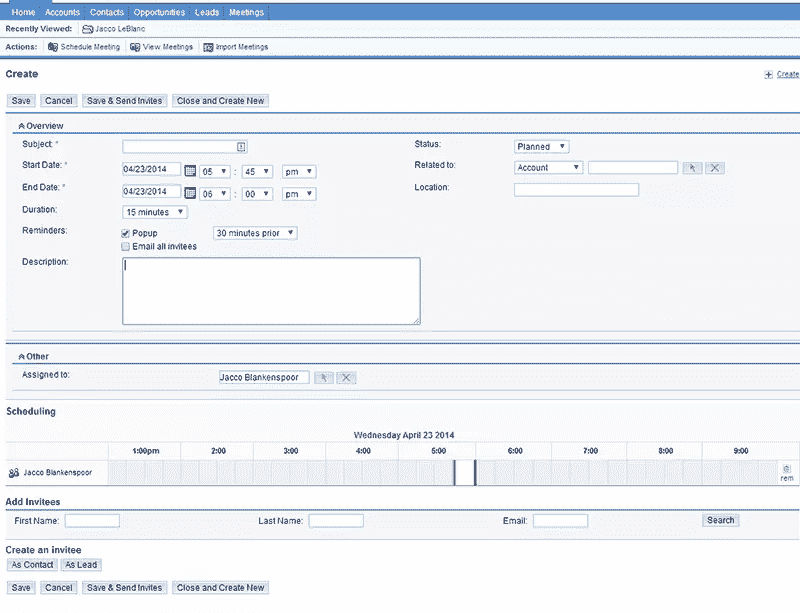 Home Accounts Contacts Opportunities Leads Meetings
Recently Viewed: Jacco LeBlanc
Actions: Schedule Meeting View Meetings Import Meetings
Create
Create
Save Cancel Save & Send Invites Close and Create New
Overview
Subject: * Status: Planned
Start Date: * 04/23/2014 05 : 45 pm Related to: Account
End Date: * 04/23/2014 06 : 00 pm Location:
Duration: 15 minutes
Reminders: Popup 30 minutes prior
Email all invitees
Description:
Other
Assigned to: Jacco Blankenspoor
Scheduling
Wednesday April 23 2014
1:00pm 2:00 3:00 4:00 5:00 6:00 7:00 8:00 9:00
Jacco Blankenspoor rem
Add Invitees
First Name: Last Name: Email: Search
Create an invitee
As Contact As Lead
Save Cancel Save & Send Invites Close and Create New